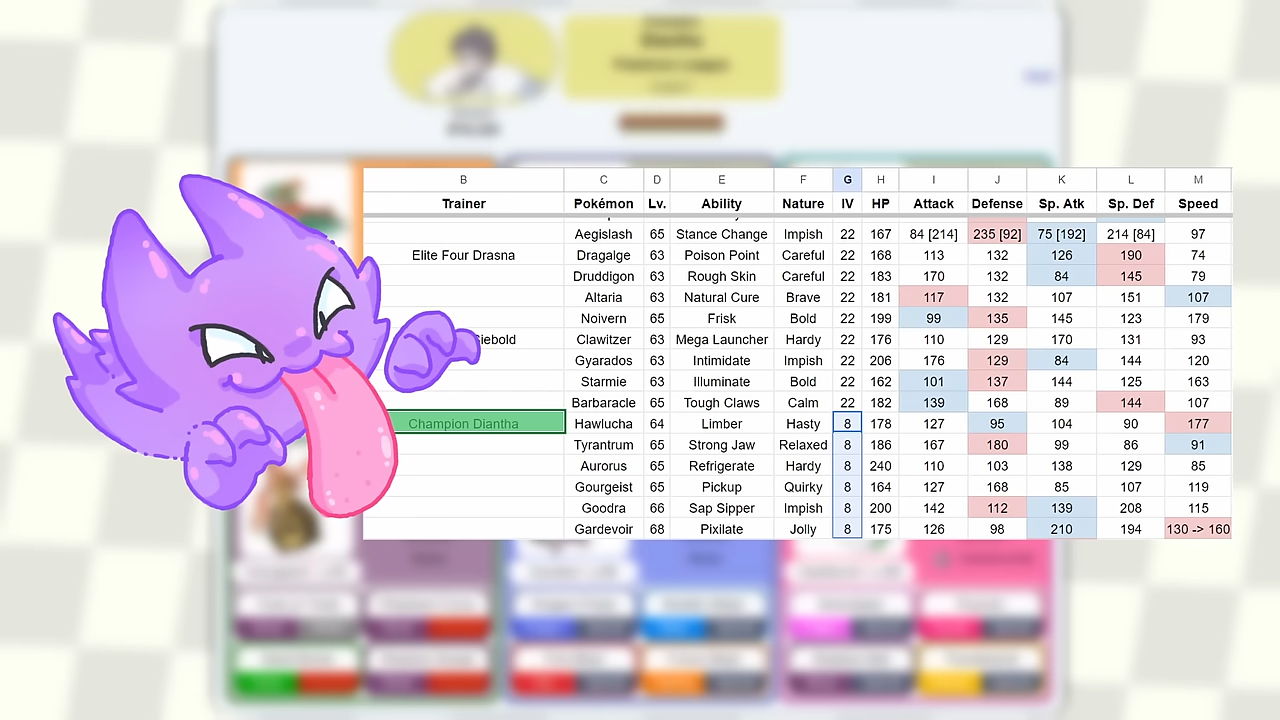 B C D E F G H I J K L M
Trainer Pokémon Lv. Ability Nature IV HP Attack Defense Sp. Atk Sp. Def Speed
Aegislash 65 Stance Change Impish 22 167 84 [214] 235 [92] 75 [192] 214 [84] 97
Elite Four Drasna Dragalge 63 Poison Point Careful 22 168 113 132 126 190 74
Druddigon 63 Rough Skin Careful 22 183 170 132 84 145 79
Altaria 63 Natural Cure Brave 22 181 117 132 107 151 107
Noivern 65 Frisk Bold 22 199 99 135 145 123 179
Siebold Clawitzer 63 Mega Launcher Hardy 22 176 110 129 170 131 93
Gyarados 63 Intimidate Impish 22 206 176 129 84 144 120
Starmie 63 Illuminate Bold 22 162 101 137 144 125 163
Barbaracle 65 Tough Claws Calm 22 182 139 168 89 144 107
Champion Diantha Hawlucha 64 Limber Hasty 8 178 127 95 104 90 177
Tyrantrum 65 Strong Jaw Relaxed 8 186 167 180 99 86 91
Aurorus 65 Refrigerate Hardy 8 240 110 103 138 129 85
Gourgeist 65 Pickup Quirky 8 164 127 168 85 107 119
Goodra 66 Sap Sipper Impish 8 200 142 112 139 208 115
Gardevoir 68 Pixilate Jolly 8 175 126 98 210 194 130 -> 160